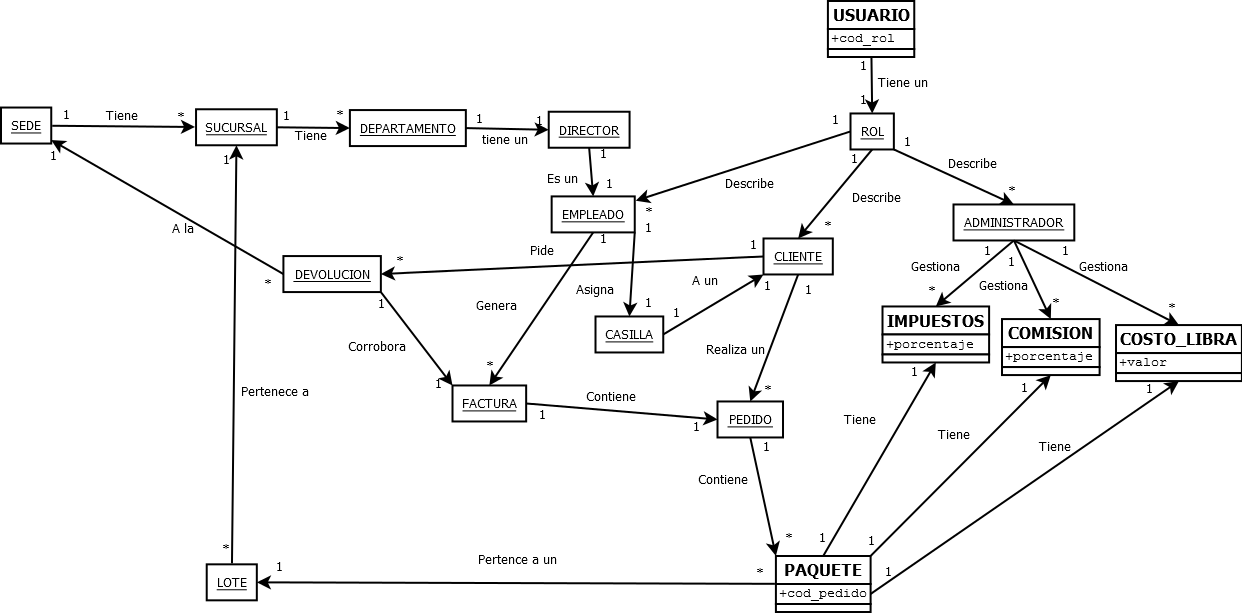 USUARIO
+cod_rol
1
Tiene un
1
SEDE
1
Tiene
*
SUCURSAL
1
Tiene
*
DEPARTAMENTO
1
tiene un
1
DIRECTOR
1
Es un
1
EMPLEADO
ROL
1
Describe
*
1
Describe
*
1
Describe
*
ADMINISTRADOR
CLIENTE
1
Pide
*
DEVOLUCION
*
A la
1
1
Corrobora
1
1
Genera
*
1
Asigna
1
CASILLA
1
A un
1
1
Realiza un
*
1
Gestiona
*
1
Gestiona
*
1
Gestiona
*
IMPUESTOS
+porcentaje
COMISION
+porcentaje
COSTO_LIBRA
+valor
FACTURA
1
Contiene
1
PEDIDO
1
Contiene
*
1
Tiene
1
1
Tiene
1
1
Tiene
1
1
Pertenece a
*
LOTE
1
Pertence a un
*
PAQUETE
+cod_pedido